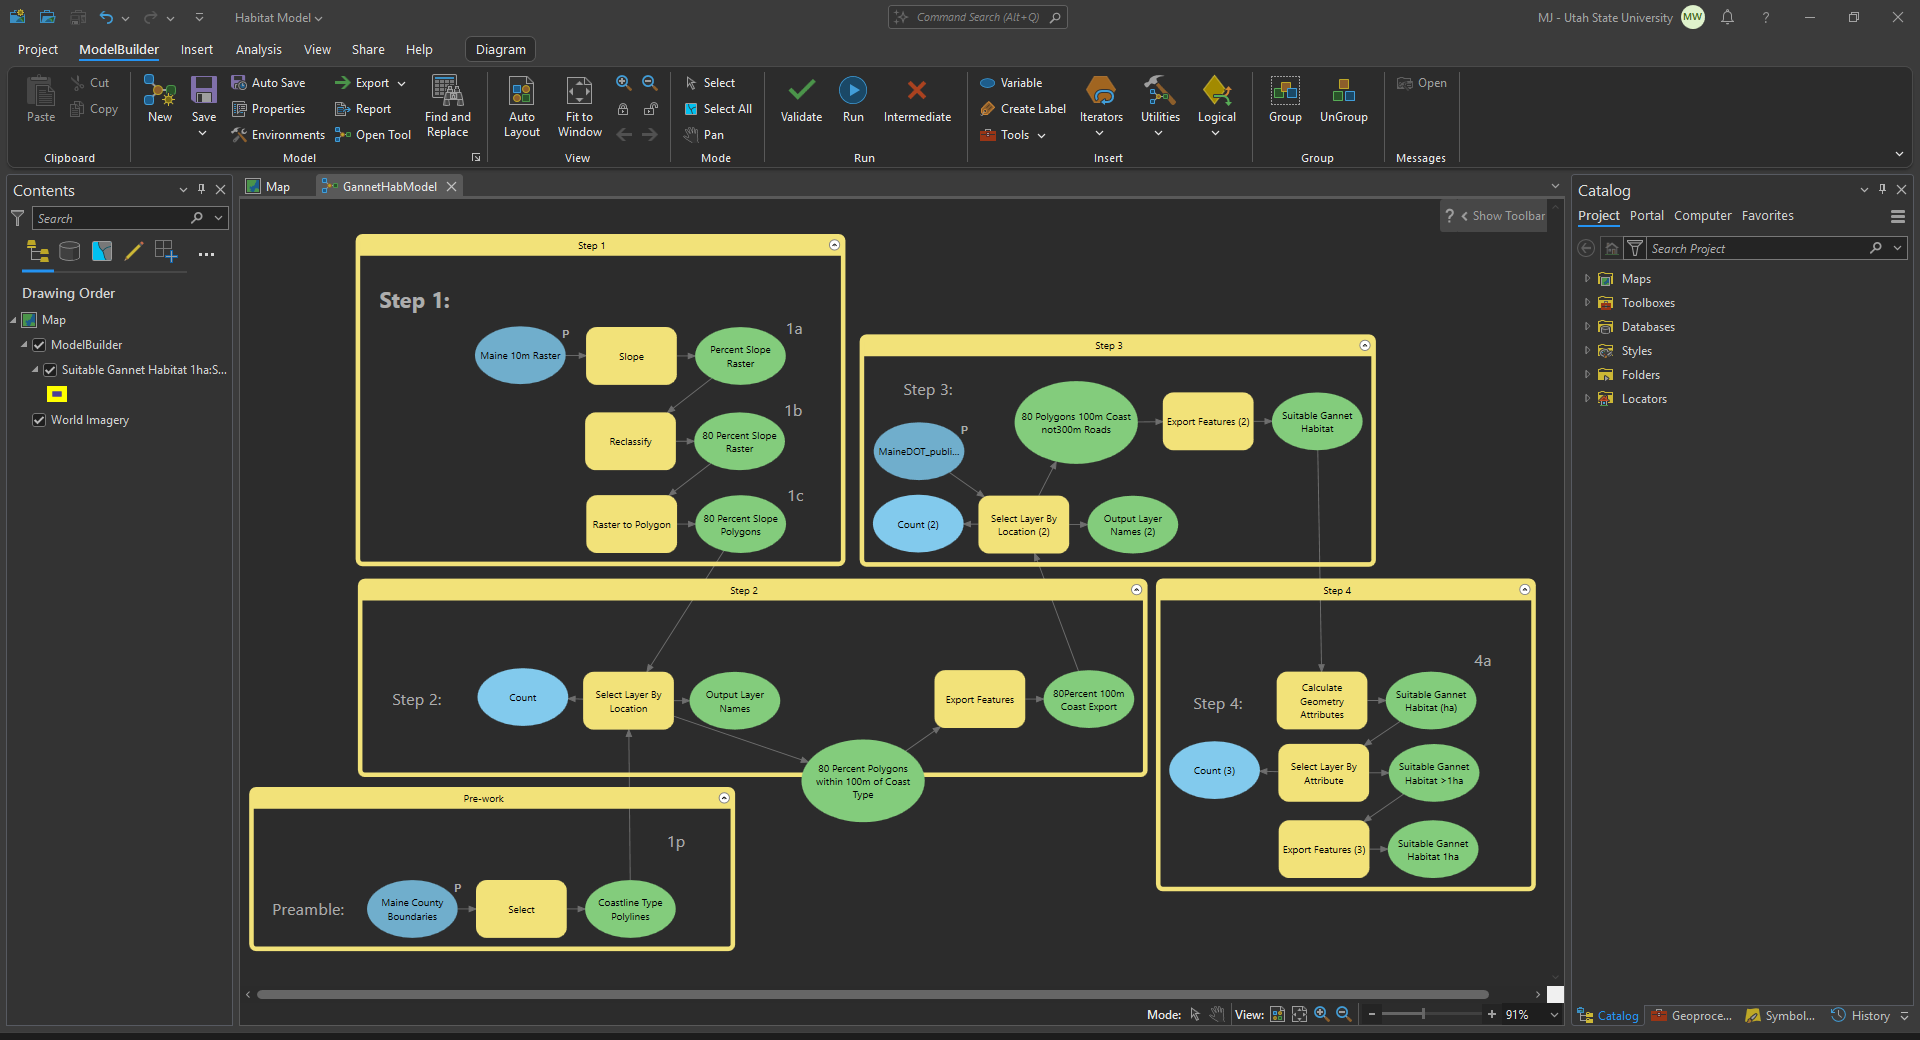 Habitat Model
Command Search (Alt+Q)
MJ - Utah State University
MW
?
Project
ModelBuilder
Insert
Analysis
View
Share
Help
Diagram
Paste
Cut
Copy
Clipboard
New
Save
Auto Save
Properties
Environments
Export
Report
Open Tool
Find and
Replace
Model
Auto
Layout
Fit to
Window
View
Select
Select All
Pan
Mode
Validate
Run
Intermediate
Run
Variable
Create Label
Tools
Iterators
Utilities
Logical
Insert
Group
UnGroup
Group
Open
Messages
Contents
Search
Drawing Order
Map
ModelBuilder
Suitable Gannet Habitat 1ha:S...
World Imagery
Map
GannetHabModel
? < Show Toolbar
Step 1
Step 1:
Maine 10m Raster
P
Slope
Percent Slope
Raster
1a
Reclassify
80 Percent Slope
Raster
1b
Raster to Polygon
80 Percent Slope
Polygons
1c
Step 3
Step 3:
80 Polygons 100m Coast
not300m Roads
Export Features (2)
Suitable Gannet
Habitat
MaineDOT_publi...
P
Count (2)
Select Layer By
Location (2)
Output Layer
Names (2)
Step 2
Step 2:
Count
Select Layer By
Location
Output Layer
Names
80 Percent Polygons
within 100m of Coast
Type
Export Features
80Percent 100m
Coast Export
Step 4
4a
Step 4:
Calculate
Geometry
Attributes
Suitable Gannet
Habitat (ha)
Count (3)
Select Layer By
Attribute
Suitable Gannet
Habitat >1ha
Export Features (3)
Suitable Gannet
Habitat 1ha
Pre-work
1p
Preamble:
Maine County
Boundaries
P
Select
Coastline Type
Polylines
Mode:
View:
91%
Catalog
Project
Portal
Computer
Favorites
Search Project
Maps
Toolboxes
Databases
Styles
Folders
Locators
Catalog
Geoproce...
Symbol...
History